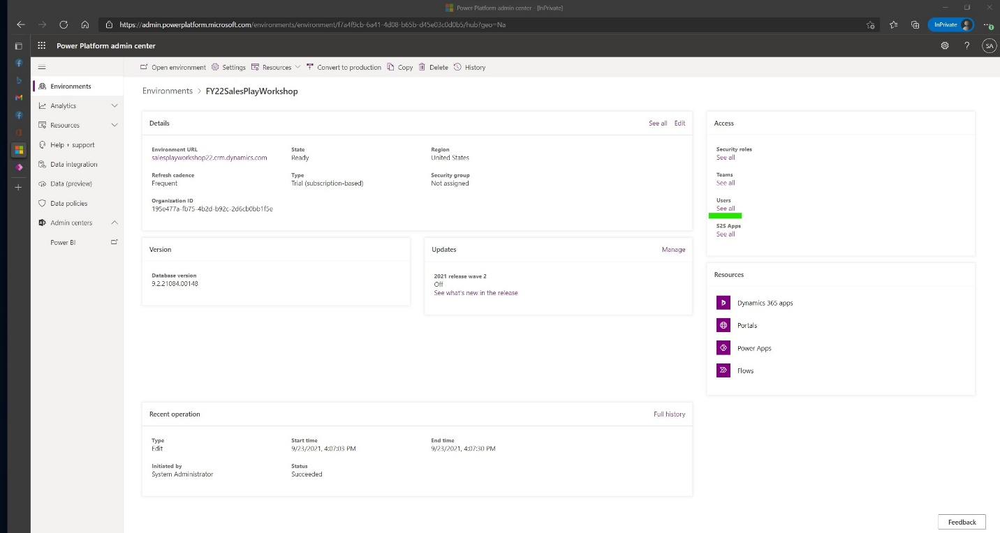 Power Platform admin center - [InPrivate]
https://admin.powerplatform.microsoft.com/environments/environment/f7a4f9cb-6a41-4d08-b65b-d45e03c0d0b5/hub?geo=Na
InPrivate
Power Platform admin center
SA
Open environment Settings Resources Convert to production Copy Delete History
Environments
Analytics
Resources
Help + support
Data integration
Data (preview)
Data policies
Admin centers
Power BI
Environments > FY22SalesPlayWorkshop
Details See all Edit
Environment URL
salesplayworkshop22.crm.dynamics.com
State
Ready
Region
United States
Refresh cadence
Frequent
Type
Trial (subscription-based)
Security group
Not assigned
Organization ID
195e477a-fb75-4b2d-b92c-2d6cb0bb1f5e
Version
Database version
9.2.21084.00148
Updates Manage
2021 release wave 2
Off
See what's new in the release
Recent operation Full history
Type
Edit
Start time
9/23/2021, 4:07:03 PM
End time
9/23/2021, 4:07:30 PM
Initiated by
System Administrator
Status
Succeeded
Access
Security roles
See all
Teams
See all
Users
See all
S2S Apps
See all
Resources
Dynamics 365 apps
Portals
Power Apps
Flows
Feedback